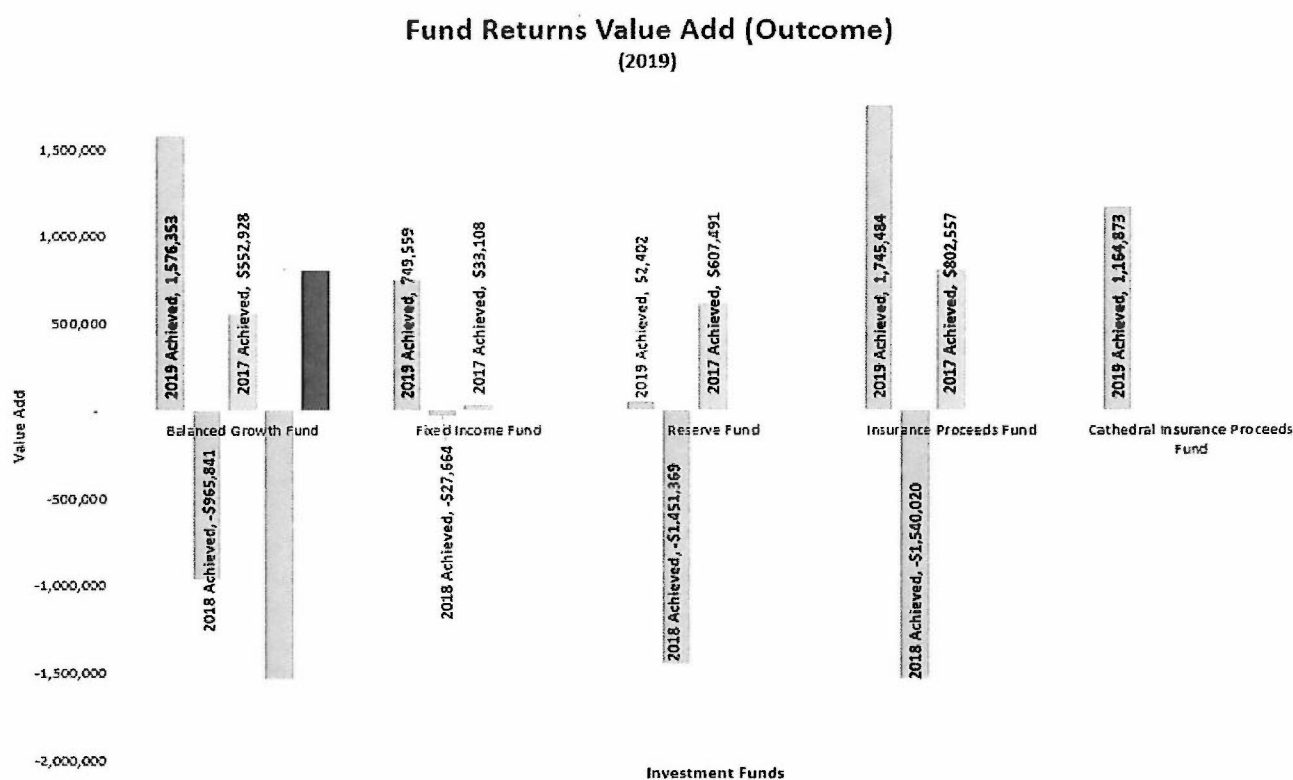 Fund Returns Value Add (Outcome)
(2019)
1,500,000
1,000,000
500,000
-
-500,000
-1,000,000
-1,500,000
-2,000,000
Value Add
2019 Achieved, 1,576,353
2018 Achieved, -$965,841
2017 Achieved, $552,928
2019 Achieved, 749,559
2018 Achieved, -$27,664
2017 Achieved, $33,108
2019 Achieved, 52,402
2018 Achieved, -$1,451,369
2017 Achieved, $607,491
2019 Achieved, 1,745,484
2018 Achieved, -$1,540,020
2017 Achieved, $802,557
2019 Achieved, 1,164,873
Balanced Growth Fund
Fixed Income Fund
Reserve Fund
Insurance Proceeds Fund
Cathedral Insurance Proceeds
Fund
Investment Funds